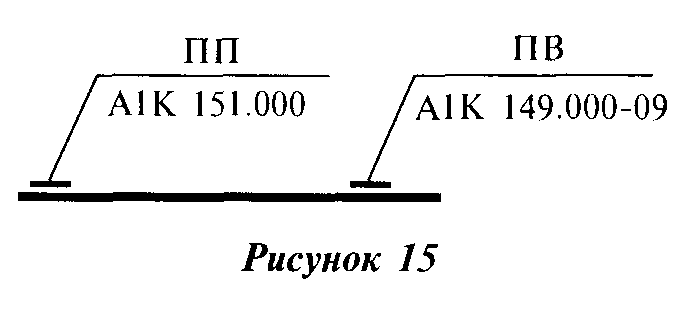 ПП
А1К 151.000
ПВ
А1К 149.000-09
Рисунок 15